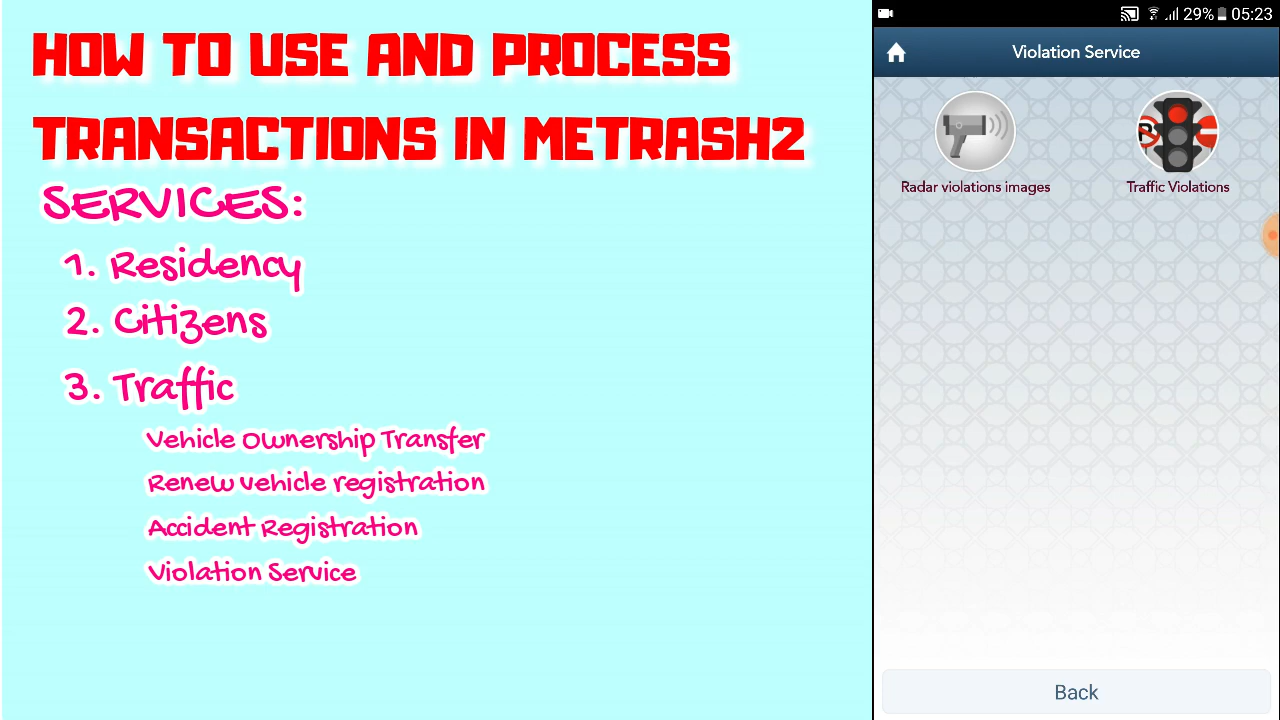 HOW TO USE AND PROCESS
TRANSACTIONS IN METRASH2
SERVICES:
1. Residency
2. Citizens
3. Traffic
Vehicle Ownership Transfer
Renew vehicle registration
Accident Registration
Violation Service
29% 05:23
Violation Service
Radar violations images
Traffic Violations
Back